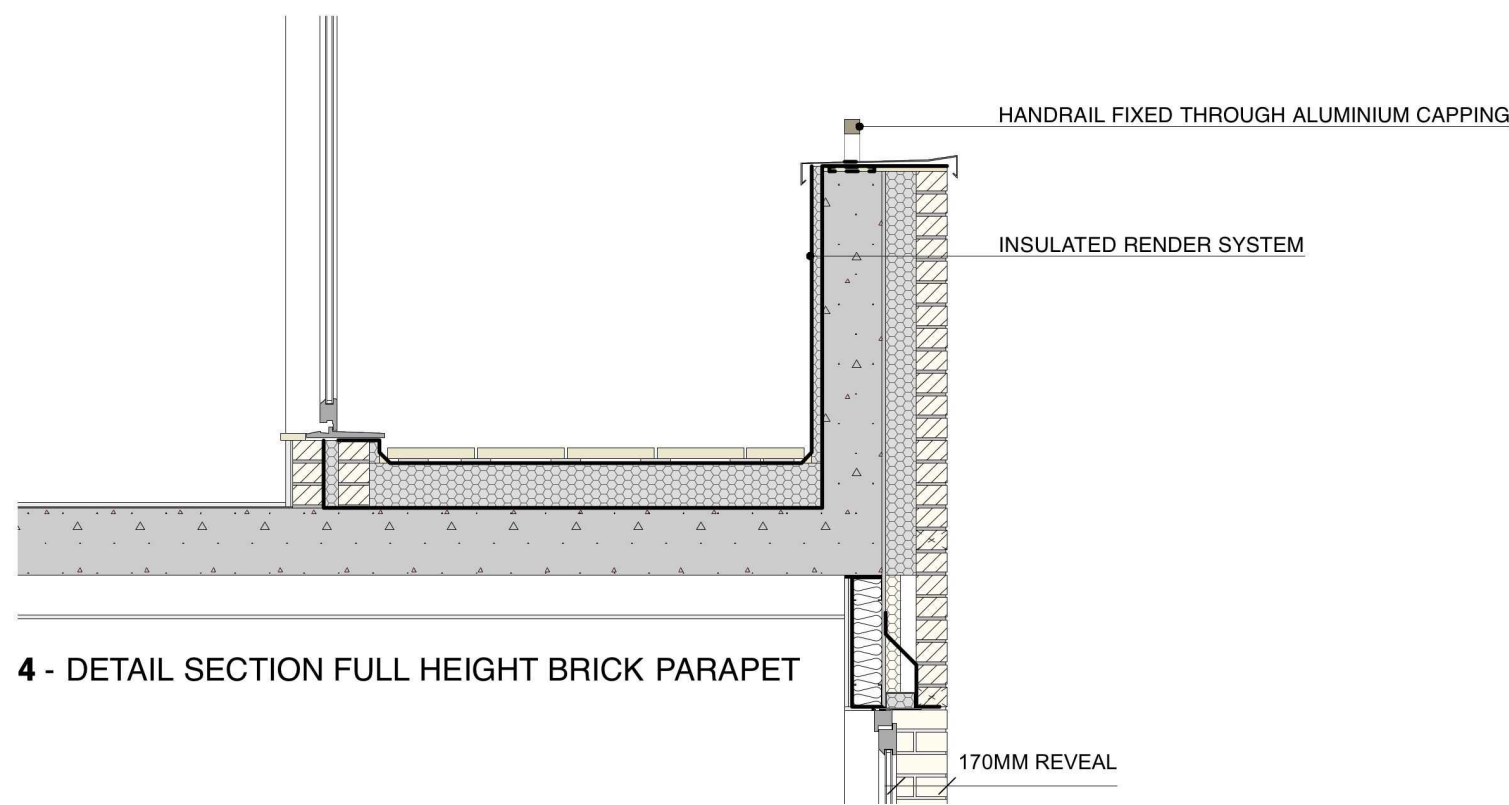 HANDRAIL FIXED THROUGH ALUMINIUM CAPPING
INSULATED RENDER SYSTEM
4 - DETAIL SECTION FULL HEIGHT BRICK PARAPET
170MM REVEAL